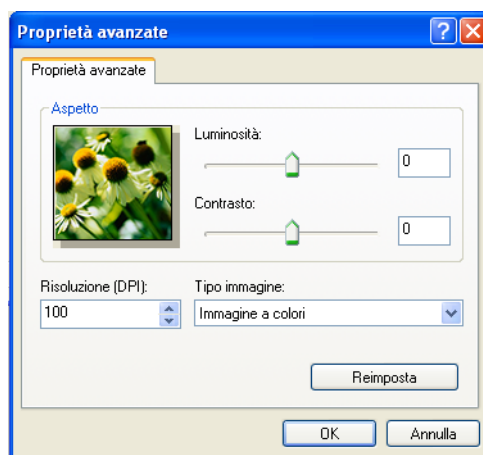 Proprietà avanzate
Proprietà avanzate
Aspetto
Luminosità:
0
Contrasto:
0
Risoluzione (DPI): Tipo immagine:
100 Immagine a colori
Reimposta
OK Annulla